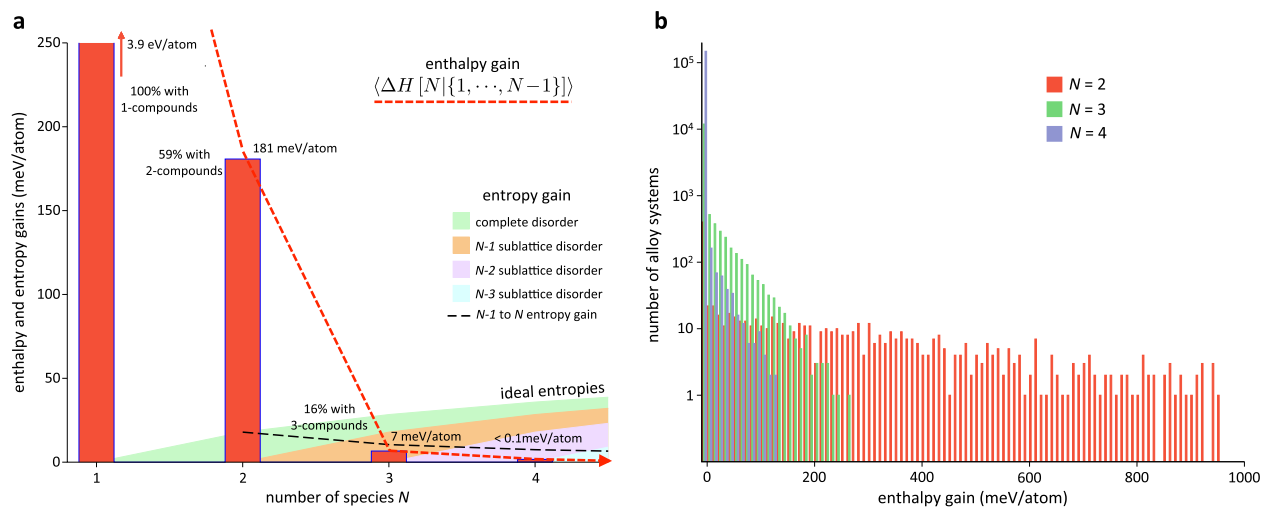 a
enthalpy and entropy gains (meV/atom)
250
200
150
100
50
0
3.9 eV/atom
100% with
1-compounds
59% with
2-compounds
181 meV/atom
enthalpy gain
⟨ΔH [N|{1, ⋯, N−1}]⟩
entropy gain
complete disorder
N-1 sublattice disorder
N-2 sublattice disorder
N-3 sublattice disorder
N-1 to N entropy gain
ideal entropies
16% with
3-compounds
7 meV/atom
< 0.1meV/atom
1
2
3
4
number of species N
b
number of alloy systems
10⁵
10⁴
10³
10²
10
1
N = 2
N = 3
N = 4
0
200
400
600
800
1000
enthalpy gain (meV/atom)